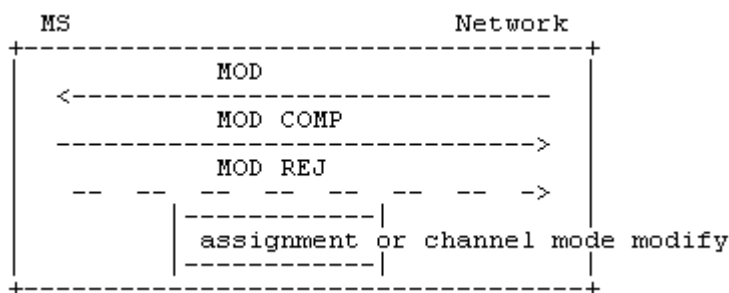 MS Network
MOD
MOD COMP
MOD REJ
assignment or channel mode modify